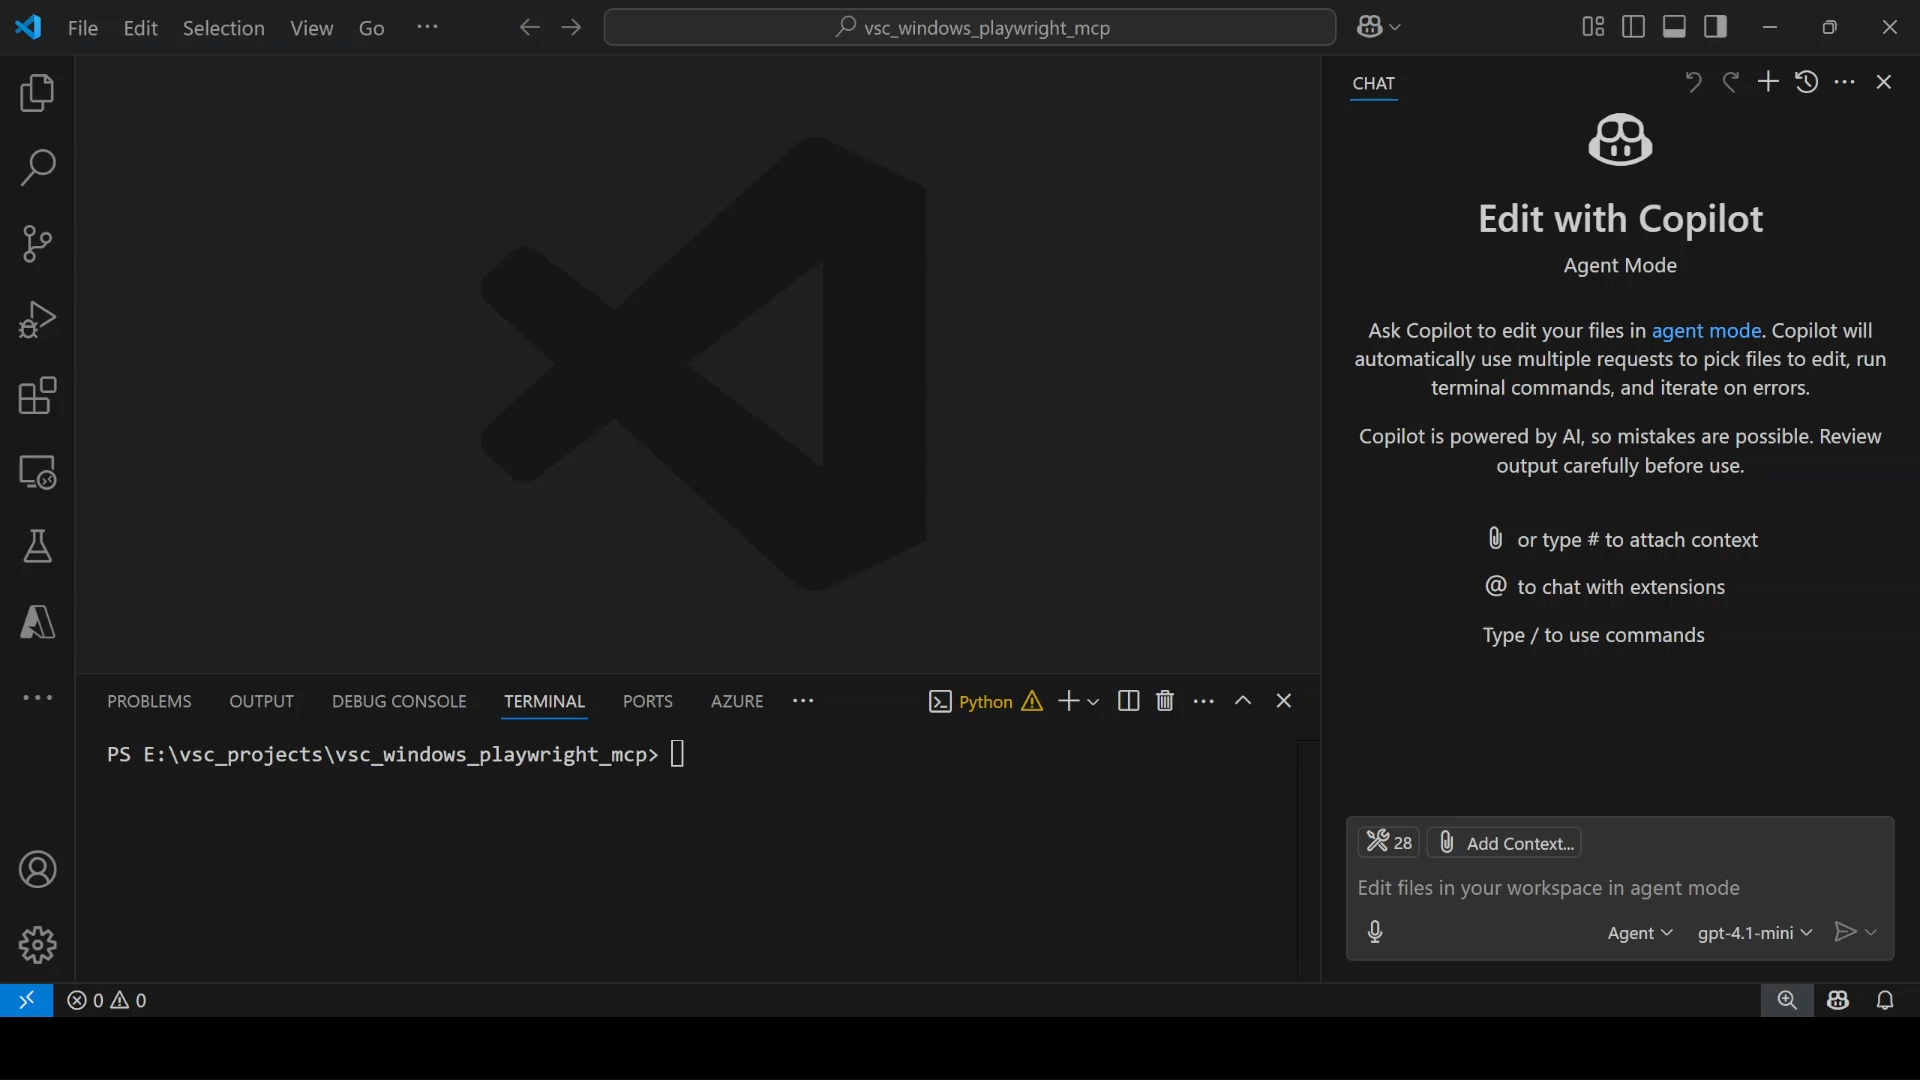 File Edit Selection View Go ···
vsc_windows_playwright_mcp
CHAT
Edit with Copilot
Agent Mode
Ask Copilot to edit your files in agent mode. Copilot will
automatically use multiple requests to pick files to edit, run
terminal commands, and iterate on errors.
Copilot is powered by AI, so mistakes are possible. Review
output carefully before use.
or type # to attach context
@ to chat with extensions
Type / to use commands
PROBLEMS OUTPUT DEBUG CONSOLE TERMINAL PORTS AZURE ···
Python
PS E:\vsc_projects\vsc_windows_playwright_mcp>
28 Add Context...
Edit files in your workspace in agent mode
Agent gpt-4.1-mini
0 0